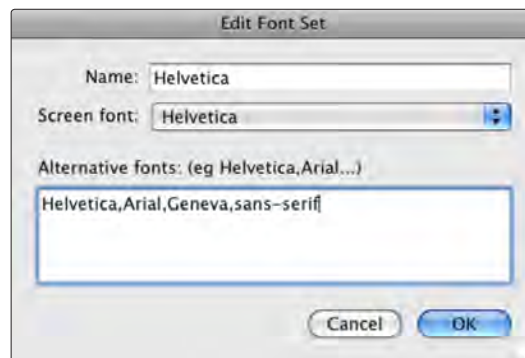 Edit Font Set
Name: Helvetica
Screen font: Helvetica
Alternative fonts: (eg Helvetica,Arial...)
Helvetica,Arial,Geneva,sans-serif
Cancel OK